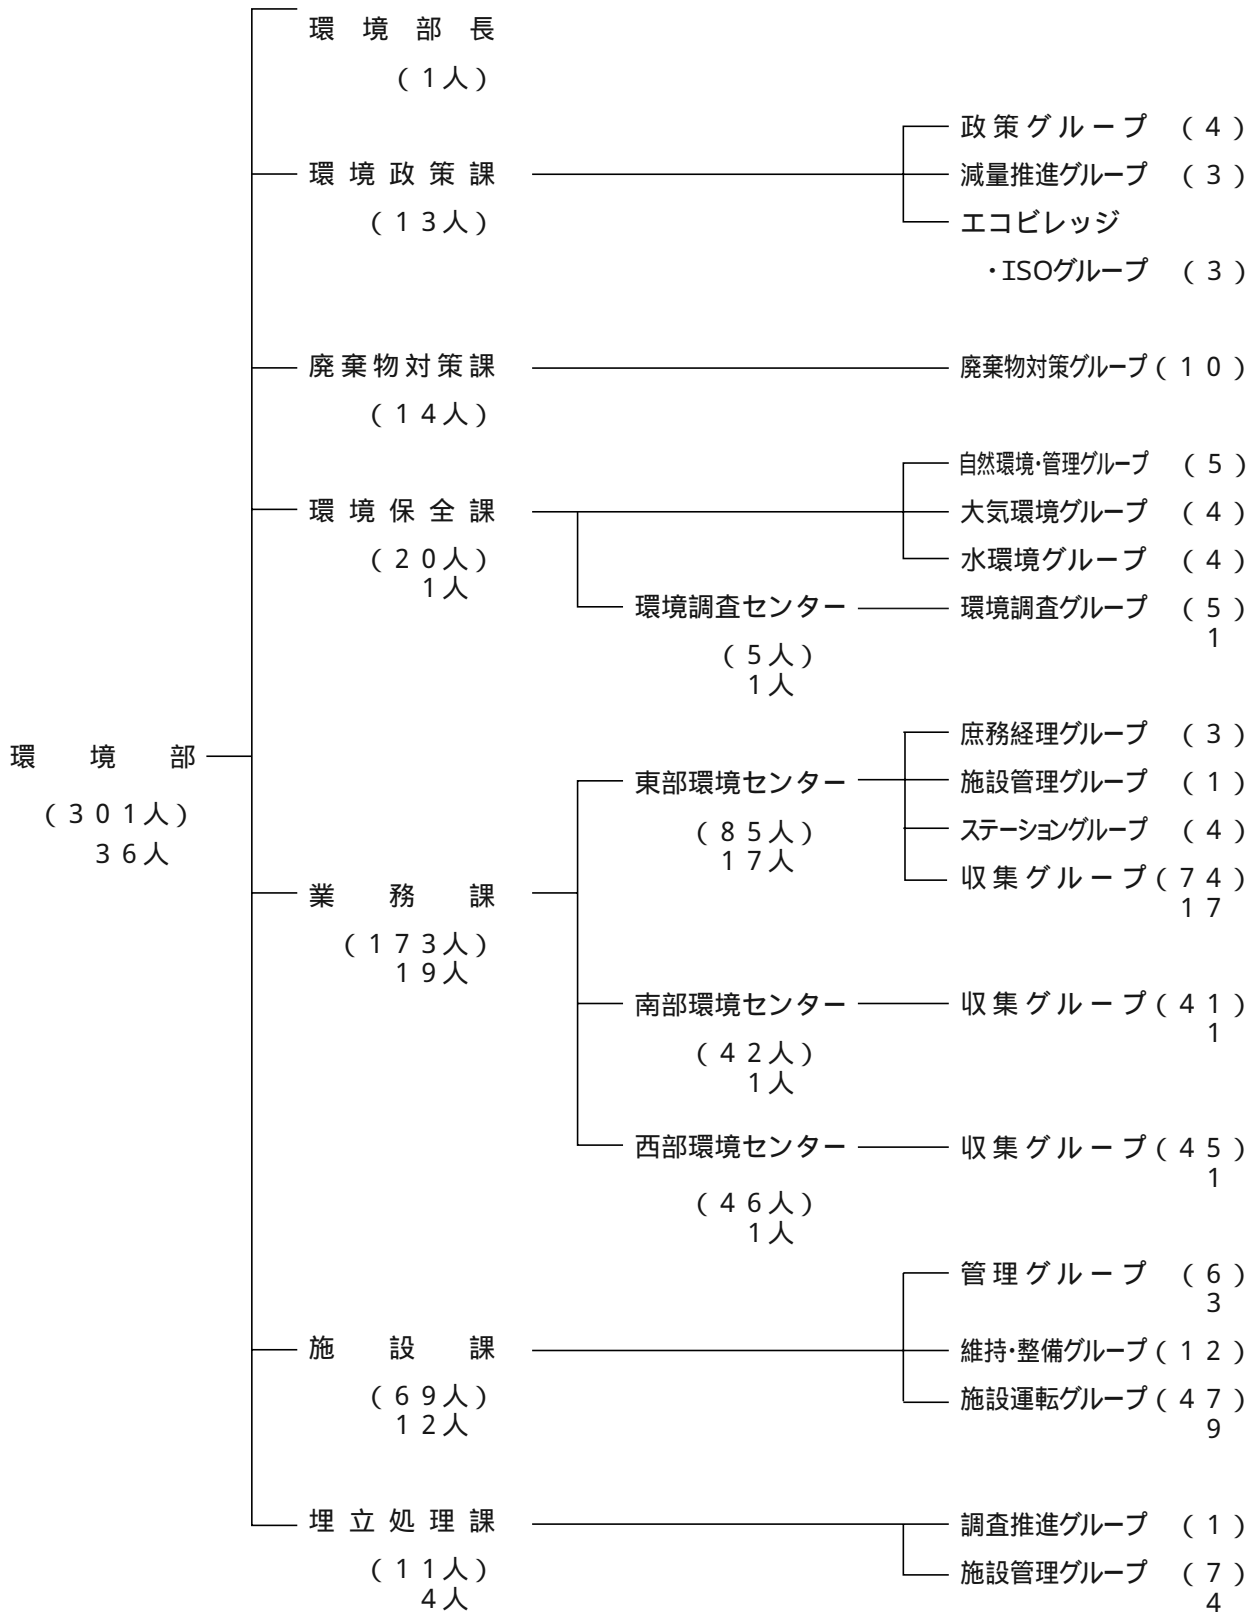 環境部長
(1人)
政策グループ (4)
環境政策課
減量推進グループ (3)
(13人)
エコビレッジ
・ISOグループ (3)
廃棄物対策課
廃棄物対策グループ(10)
(14人)
自然環境・管理グループ (5)
環境保全課
大気環境グループ (4)
(20人)
1人
水環境グループ (4)
環境調査センター
環境調査グループ (5)
1
(5人)
1人
庶務経理グループ (3)
環境部
(301人)
36人
東部環境センター
施設管理グループ (1)
(85人)
17人
ステーショングループ (4)
収集グループ(74)
17
業務課
(173人)
19人
南部環境センター
収集グループ(41)
1
(42人)
1人
西部環境センター
収集グループ(45)
1
(46人)
1人
管理グループ (6)
3
施設課
維持・整備グループ(12)
(69人)
12人
施設運転グループ(47)
9
埋立処理課
調査推進グループ (1)
(11人)
4人
施設管理グループ (7)
4